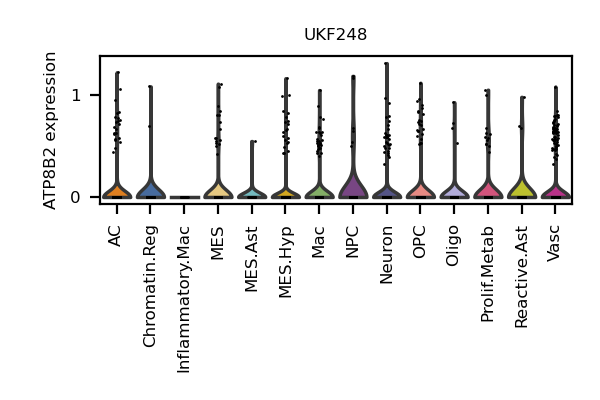 UKF248
ATP8B2 expression
1
0
AC
Chromatin.Reg
Inflammatory.Mac
MES
MES.Ast
MES.Hyp
Mac
NPC
Neuron
OPC
Oligo
Prolif.Metab
Reactive.Ast
Vasc